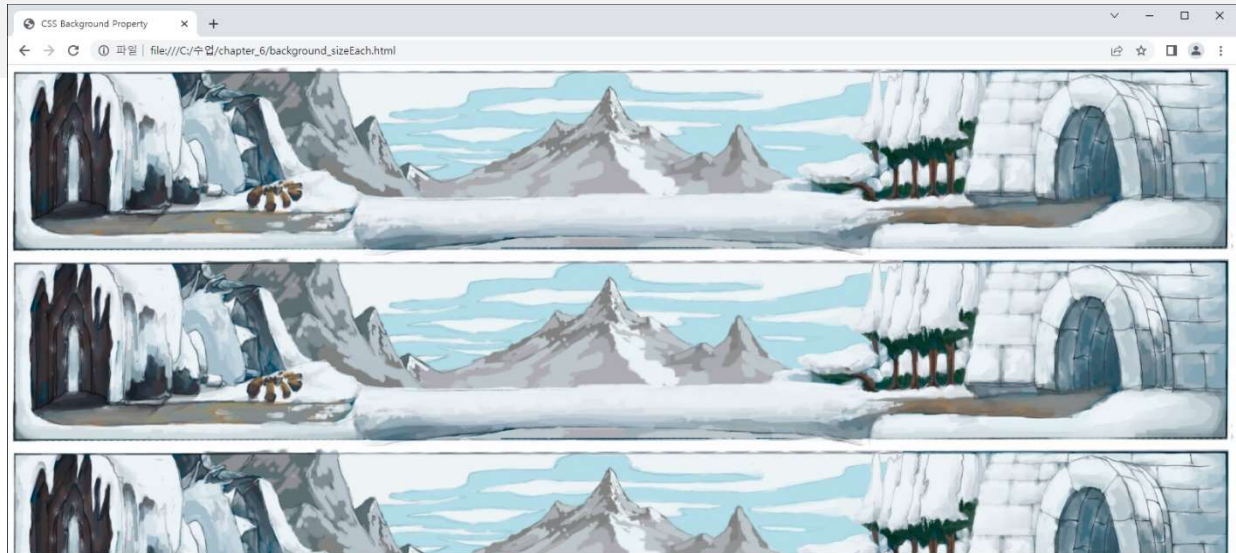 CSS Background Property
파일 | file:///C:/수업/chapter_6/background_sizeEach.html